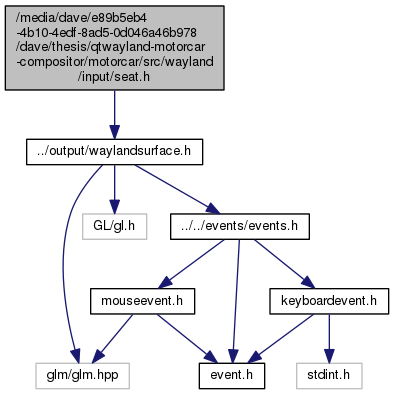 /media/dave/e89b5eb4
-4b10-4edf-8ad5-0d046a46b978
/dave/thesis/qtwayland-motorcar
-compositor/motorcar/src/wayland
/input/seat.h
../output/waylandsurface.h
GL/gl.h
../../events/events.h
mouseevent.h
keyboardevent.h
glm/glm.hpp
event.h
stdint.h